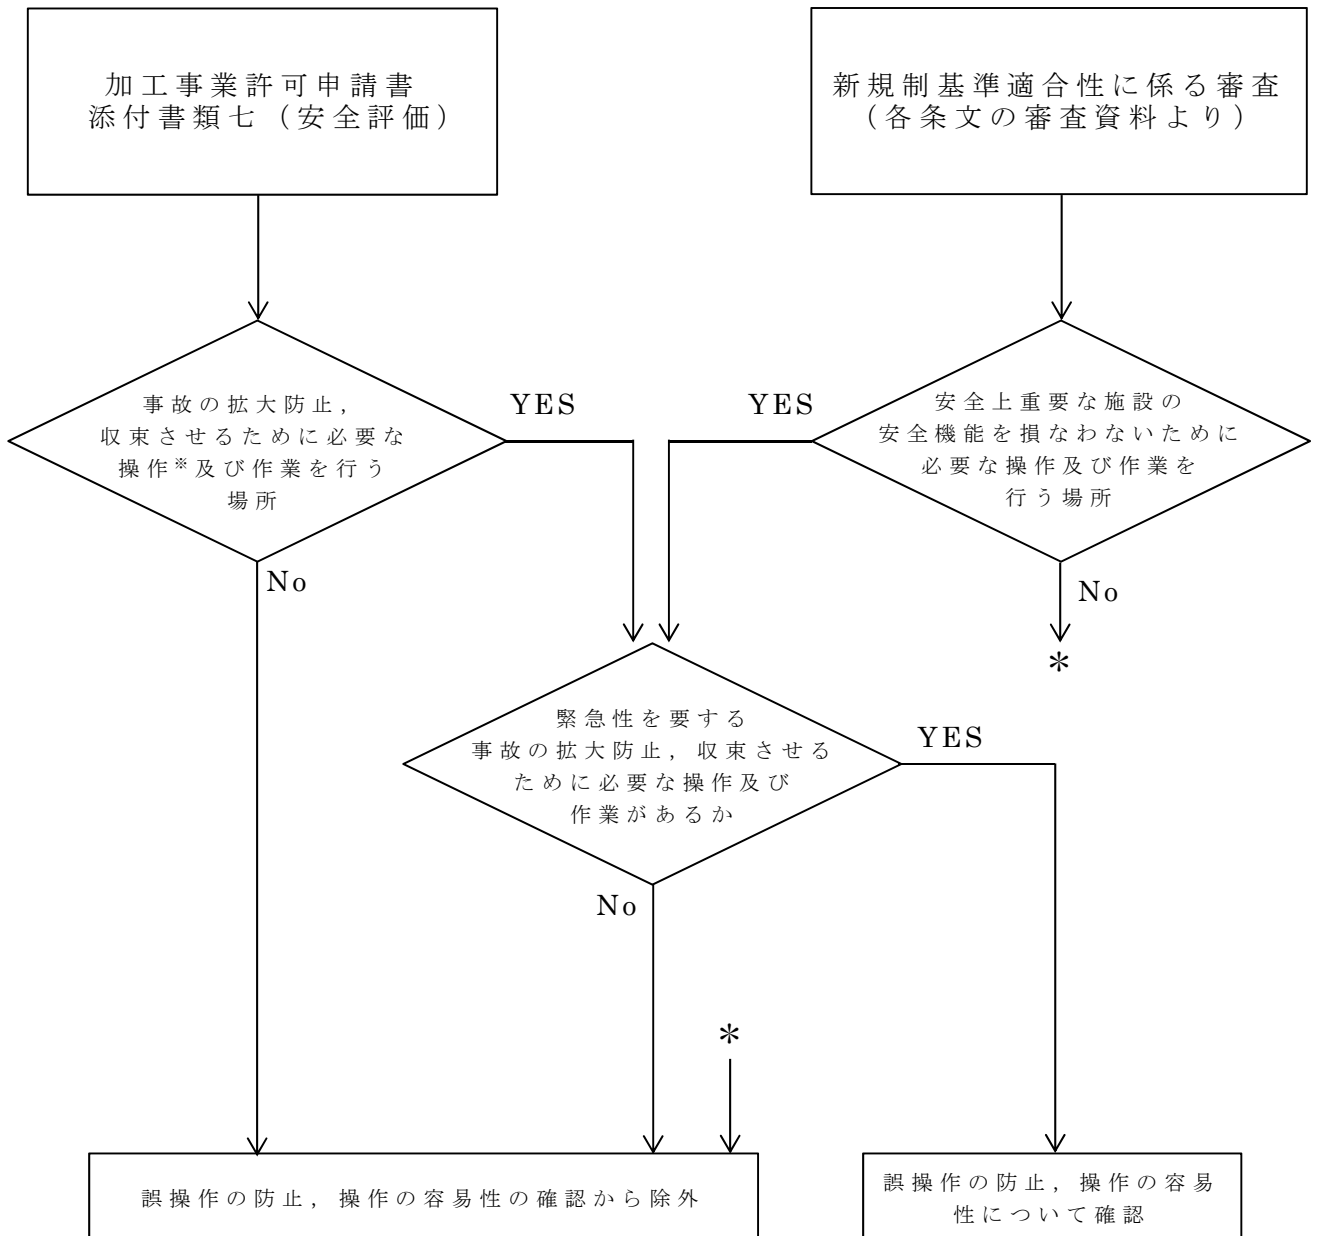 加工事業許可申請書
添付書類七（安全評価）
新規制基準適合性に係る審査
（各条文の審査資料より）
事故の拡大防止，
収束させるために必要な
操作※及び作業を行う
場所
YES
No
YES
安全上重要な施設の
安全機能を損なわないために
必要な操作及び作業を
行う場所
No
*
緊急性を要する
事故の拡大防止，収束させる
ために必要な操作及び
作業があるか
YES
No
*
誤操作の防止，操作の容易性の確認から除外
誤操作の防止，操作の容易
性について確認